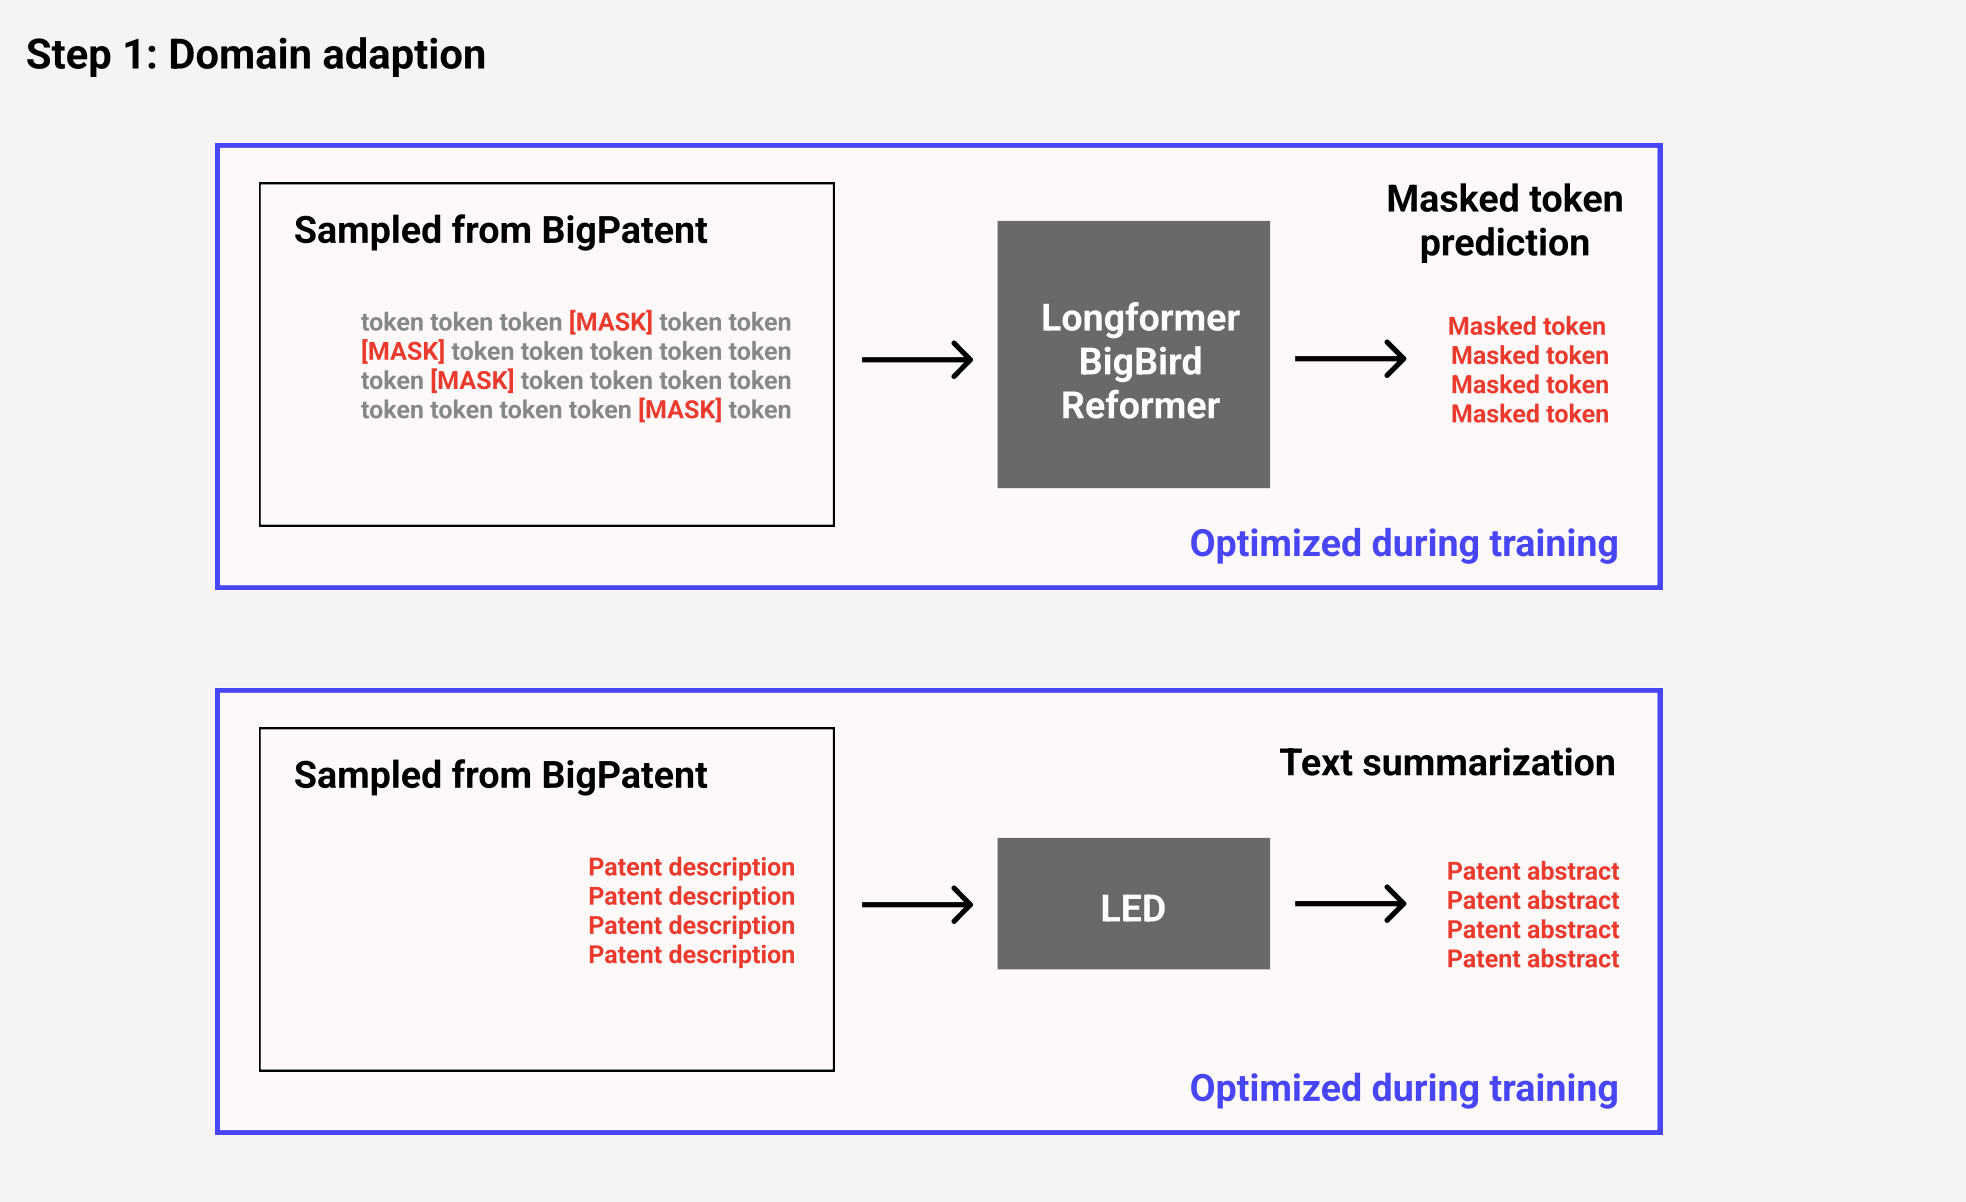 Step 1: Domain adaption
Sampled from BigPatent
token token token [MASK] token token
[MASK] token token token token token
token [MASK] token token token token
token token token token [MASK] token
Longformer
BigBird
Reformer
Masked token
prediction
Masked token
Masked token
Masked token
Masked token
Optimized during training
Sampled from BigPatent
Patent description
Patent description
Patent description
Patent description
LED
Text summarization
Patent abstract
Patent abstract
Patent abstract
Patent abstract
Optimized during training